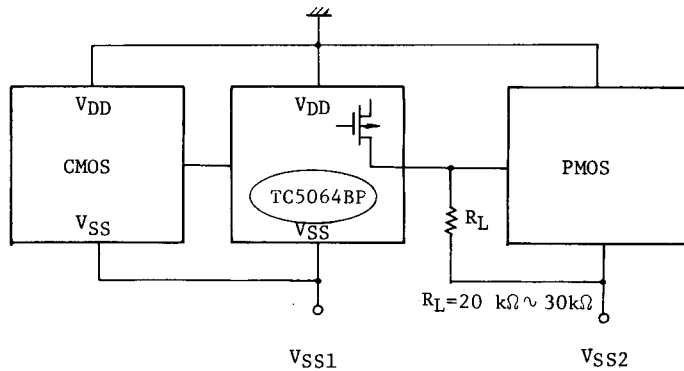 VDD
VDD
CMOS
TC5064BP
PMOS
VSS
VSS
RL
RL=20 kΩ~30kΩ
VSS1
VSS2